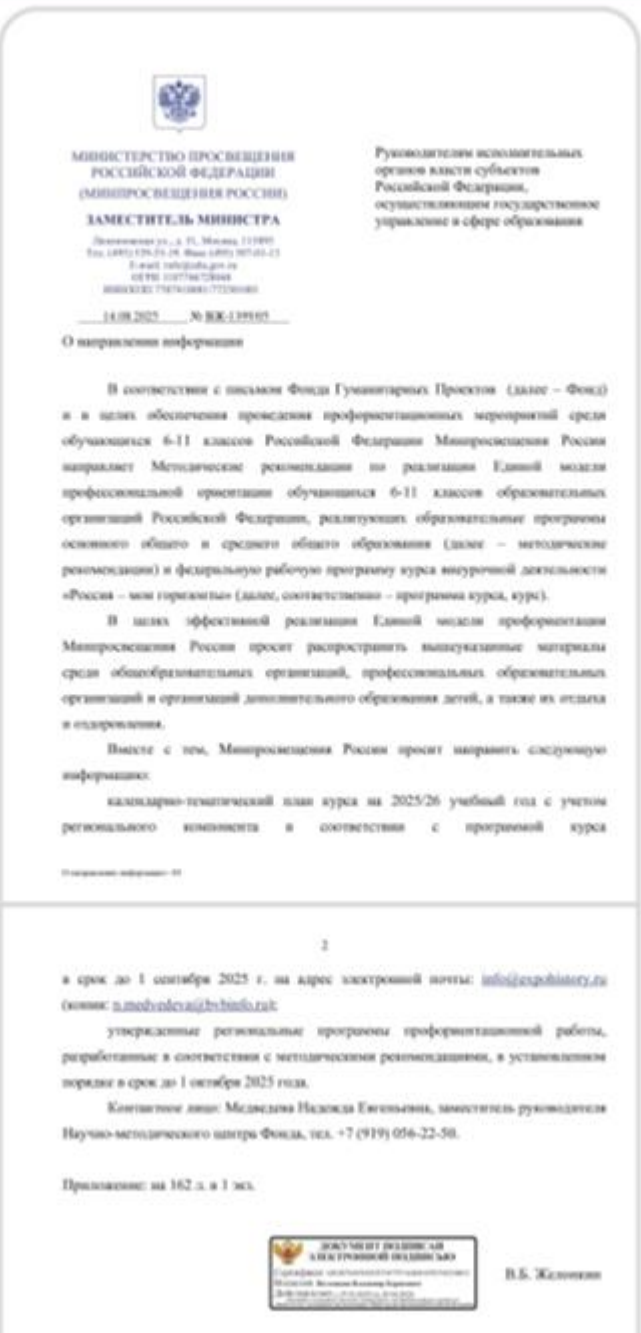 МИНИСТЕРСТВО ПРОСВЕЩЕНИЯ
РОССИЙСКОЙ ФЕДЕРАЦИИ
(МИНПРОСВЕЩЕНИЯ РОССИИ)
ЗАМЕСТИТЕЛЬ МИНИСТРА
Руководителям исполнительных
органов власти субъектов
Российской Федерации,
осуществляющим государственное
управление в сфере образования
14.08.2025 №
О направлении информации
В соответствии с письмом Фонда Гуманитарных Проектов (далее – Фонд)
и в целях обеспечения проведения профориентационных мероприятий среди
обучающихся 6-11 классов Российской Федерации Минпросвещения России
направляет Методические рекомендации по реализации Единой модели
профессиональной ориентации обучающихся 6-11 классов образовательных
организаций Российской Федерации, реализующих образовательные программы
основного общего и среднего общего образования (далее – методические
рекомендации) и федеральную рабочую программу курса внеурочной деятельности
«Россия – мои горизонты» (далее, соответственно – программа курса, курс).
В целях эффективной реализации Единой модели профориентации
Минпросвещения России просит распространить вышеуказанные материалы
среди общеобразовательных организаций, профессиональных образовательных
организаций и организаций дополнительного образования детей, а также их отдыха
и оздоровления.
Вместе с тем, Минпросвещения России просит направить следующую
информацию:
календарно-тематический план курса на 2025/26 учебный год с учетом
регионального компонента в соответствии с программой курса
2
в срок до 1 сентября 2025 г. на адрес электронной почты: info@expohistory.ru
(копия: n.medvedeva@bvbinfo.ru);
утвержденные региональные программы профориентационной работы,
разработанные в соответствии с методическими рекомендациями, в установленном
порядке в срок до 1 октября 2025 года.
Контактное лицо: Медведева Надежда Евгеньевна, заместитель руководителя
Научно-методического центра Фонда, тел. +7 (919) 056-22-50.
Приложение: на 162 л. в 1 экз.
ДОКУМЕНТ ПОДПИСАН
ЭЛЕКТРОННОЙ ПОДПИСЬЮ
В.Б. Желонкин